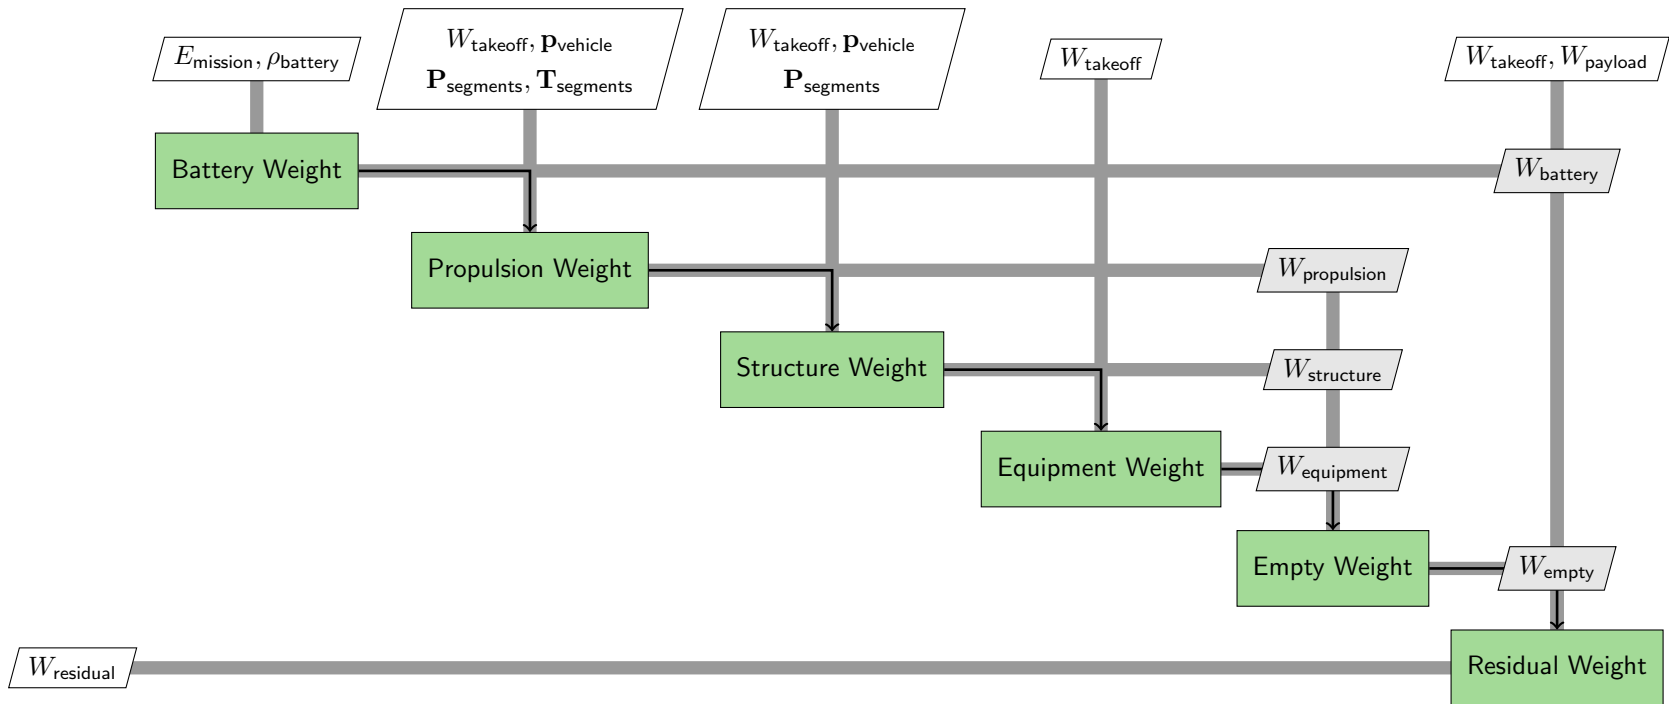 E_mission, ρ_battery
W_takeoff, p_vehicle
P_segments, T_segments
W_takeoff, p_vehicle
P_segments
W_takeoff
W_takeoff, W_payload
Battery Weight
W_battery
Propulsion Weight
W_propulsion
Structure Weight
W_structure
Equipment Weight
W_equipment
Empty Weight
W_empty
W_residual
Residual Weight